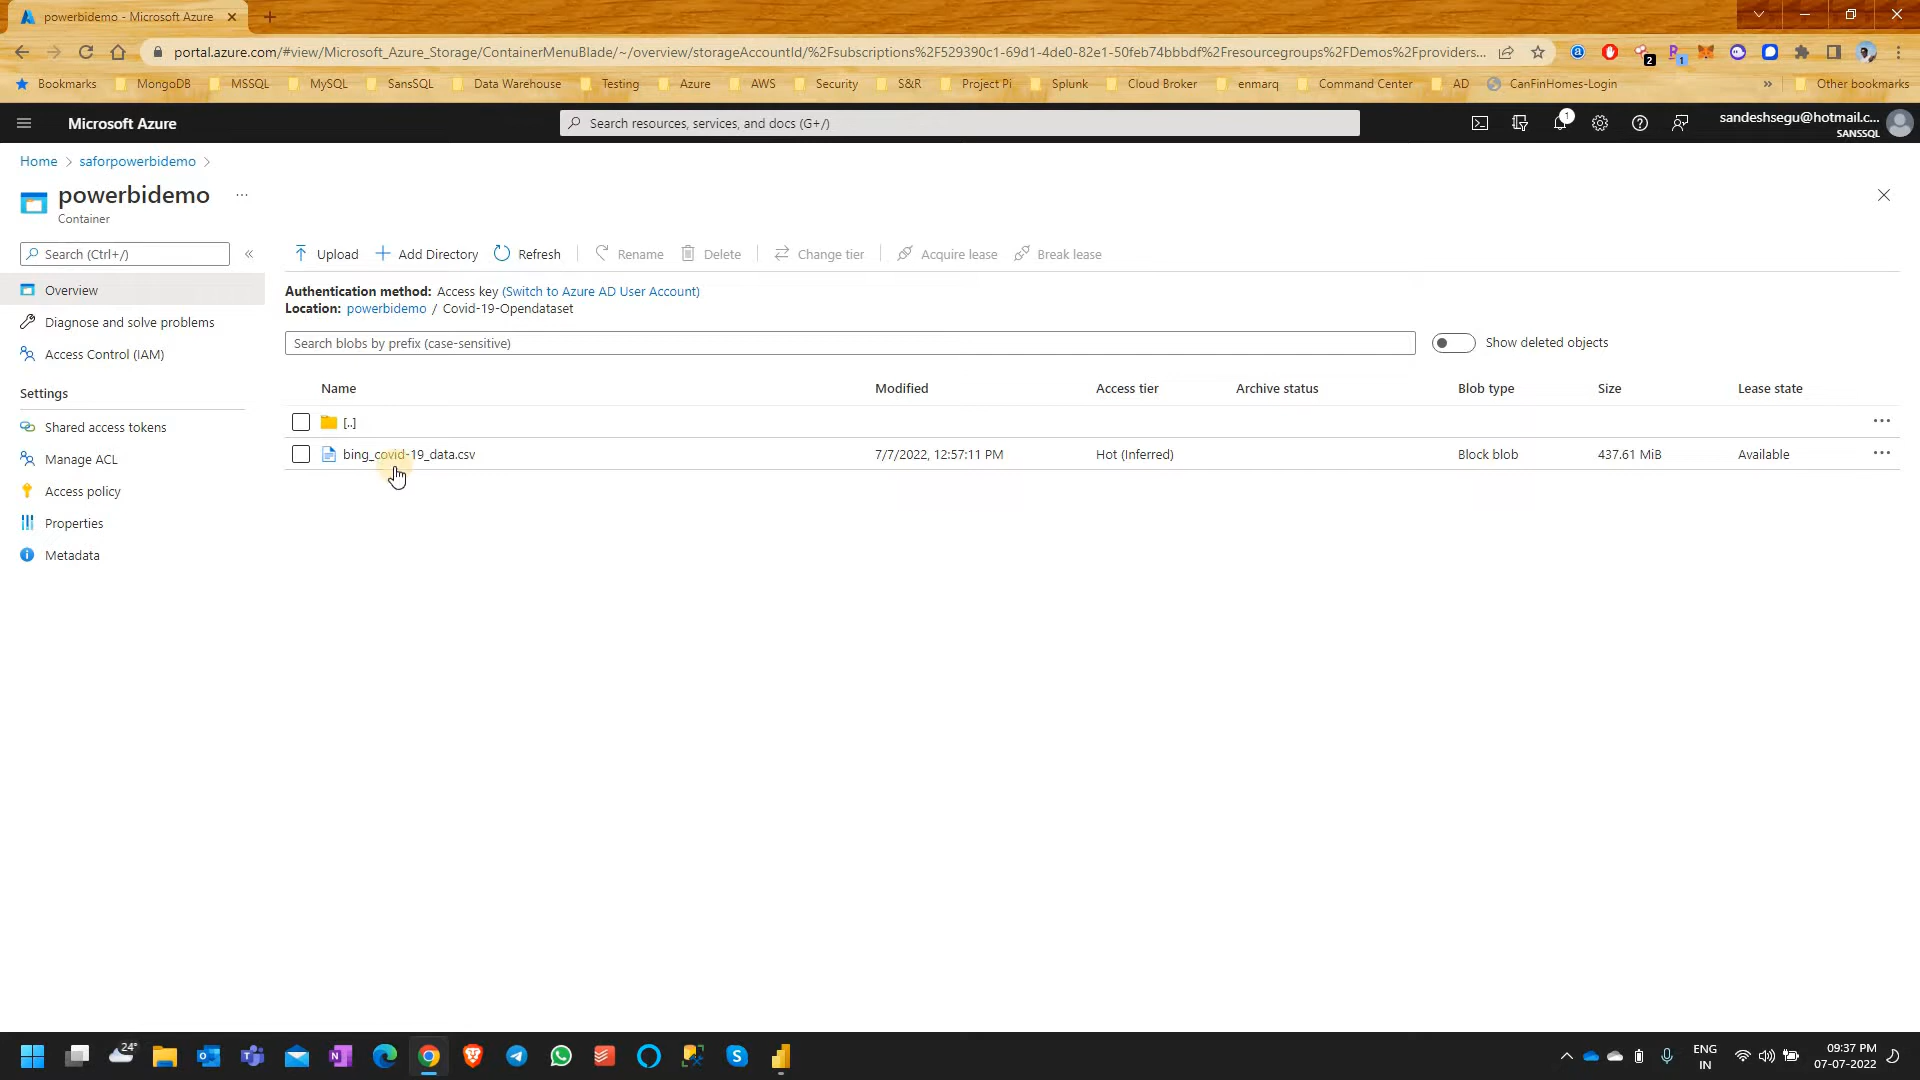 powerbidemo - Microsoft Azure
portal.azure.com/#view/Microsoft_Azure_Storage/ContainerMenuBlade/~/overview/storageAccountId/%2Fsubscriptions%2F529390c1-69d1-4de0-82e1-50feb74bbbdf%2Fresourcegroups%2FDemos%2Fproviders...
2
1
Bookmarks MongoDB MSSQL MySQL SansSQL Data Warehouse Testing Azure AWS Security S&R Project Pi Splunk Cloud Broker enmarq Command Center AD CanFinHomes-Login » Other bookmarks
Microsoft Azure
Search resources, services, and docs (G+/)
1
sandeshsegu@hotmail.c...
SANSSQL
Home > saforpowerbidemo >
powerbidemo ...
Container
Search (Ctrl+/) «
Upload Add Directory Refresh Rename Delete Change tier Acquire lease Break lease
Overview
Diagnose and solve problems
Access Control (IAM)
Settings
Shared access tokens
Manage ACL
Access policy
Properties
Metadata
Authentication method: Access key (Switch to Azure AD User Account)
Location: powerbidemo / Covid-19-Opendataset
Search blobs by prefix (case-sensitive)
Show deleted objects
Name Modified Access tier Archive status Blob type Size Lease state
[..] ...
bing_covid-19_data.csv 7/7/2022, 12:57:11 PM Hot (Inferred) Block blob 437.61 MiB Available ...
24°
ENG
IN
09:37 PM
07-07-2022